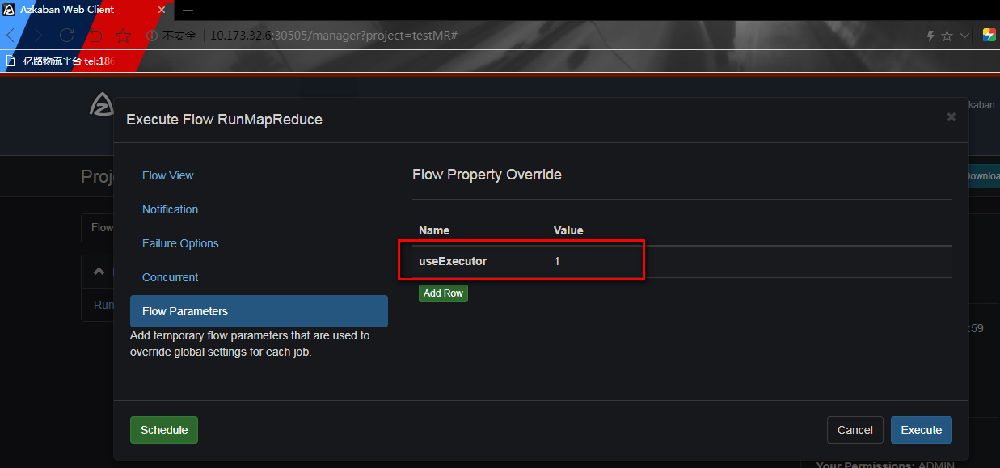 Azkaban Web Client
不安全 10.173.32.6:30505/manager?project=testMR#
亿路物流平台 tel:186
kaban
Execute Flow RunMapReduce
Proj
Downloa
Flow View
Flow Property Override
Notification
Flow
Name Value
Failure Options
useExecutor 1
Concurrent
Add Row
Run
Flow Parameters
:59
Add temporary flow parameters that are used to
override global settings for each job.
Schedule
Cancel
Execute
Your Permissions: ADMIN